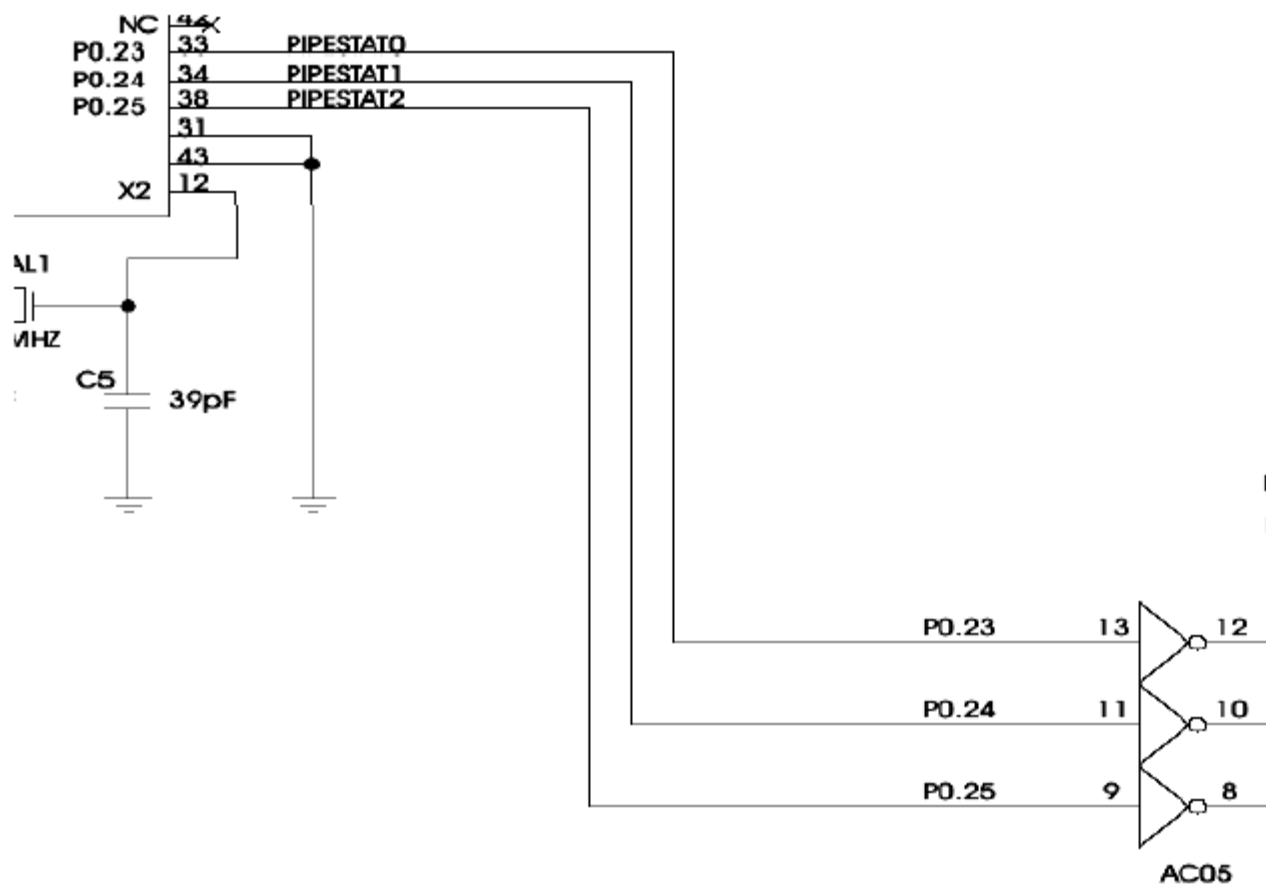 NC 42
P0.23 33 PIPESTAT0
P0.24 34 PIPESTAT1
P0.25 38 PIPESTAT2
31
43
X2 12
AL1
MHZ
C5 39pF
P0.23 13 12
P0.24 11 10
P0.25 9 8
AC05